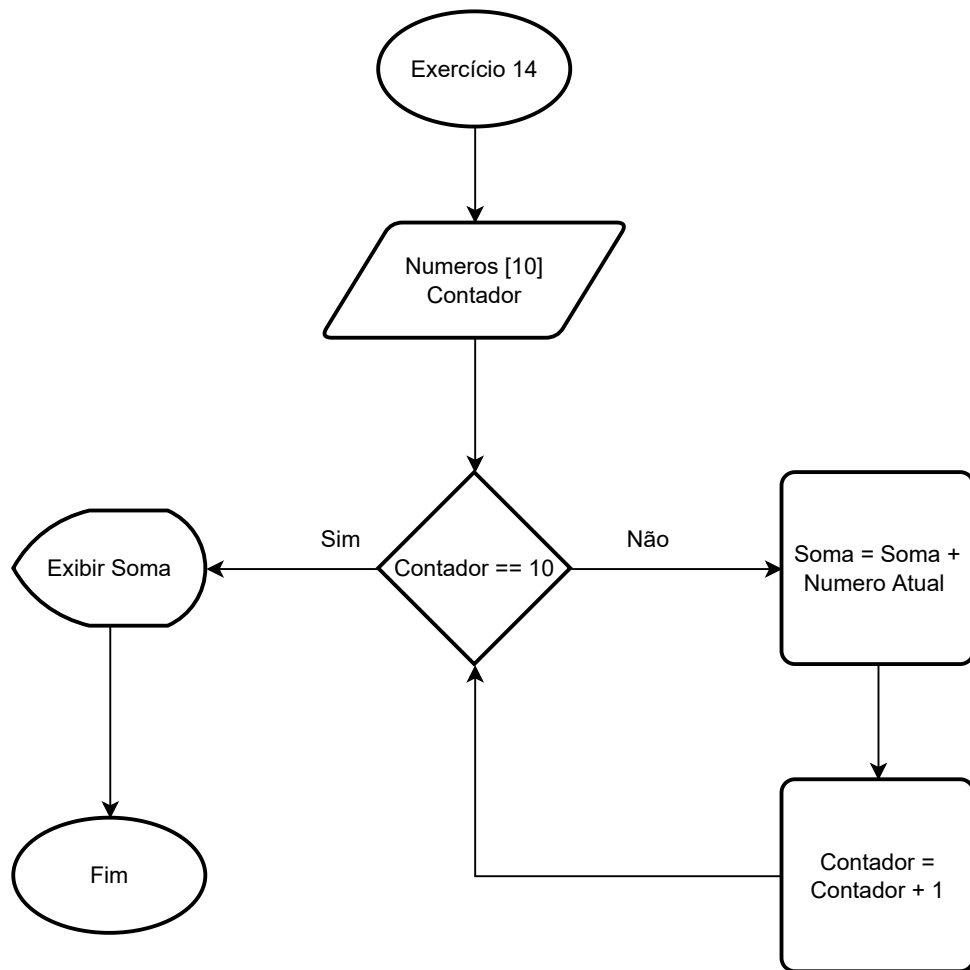 Exercício 14
Numeros [10]
Contador
Sim
Não
Exibir Soma
Contador == 10
Soma = Soma +
Numero Atual
Fim
Contador =
Contador + 1